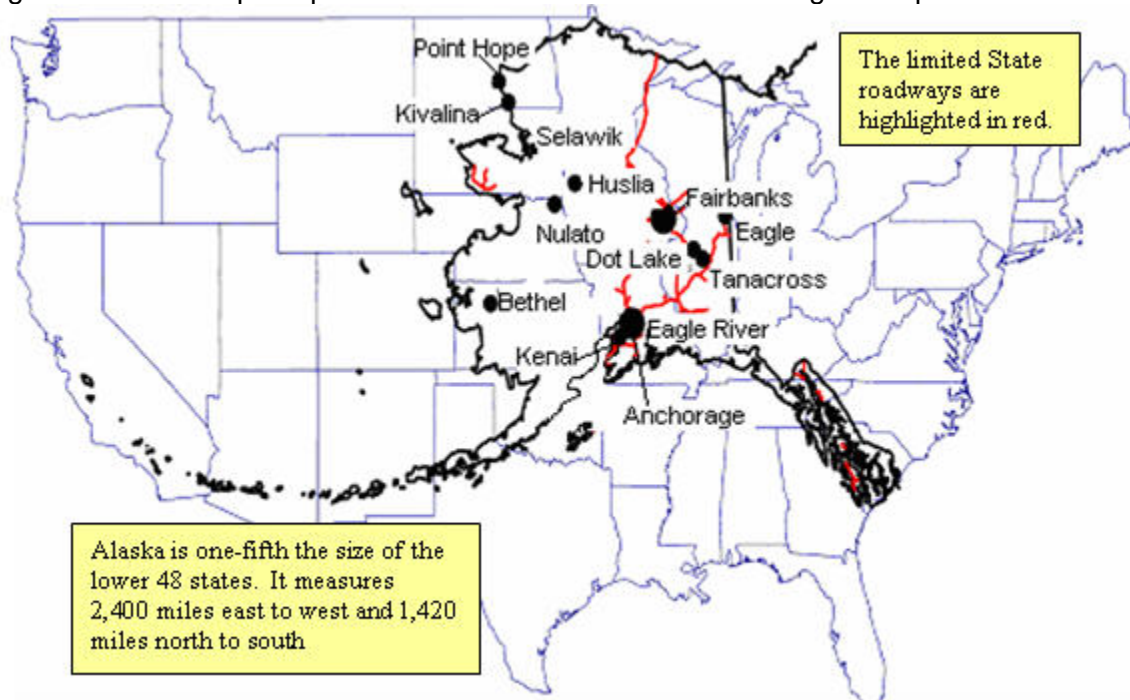 Point Hope
The limited State
roadways are
highlighted in red.
Kivalina
Selawik
Huslia
Fairbanks
Nulato
Eagle
Dot Lake
Tanacross
Bethel
Eagle River
Kenai
Anchorage
Alaska is one-fifth the size of the
lower 48 states. It measures
2,400 miles east to west and 1,420
miles north to south